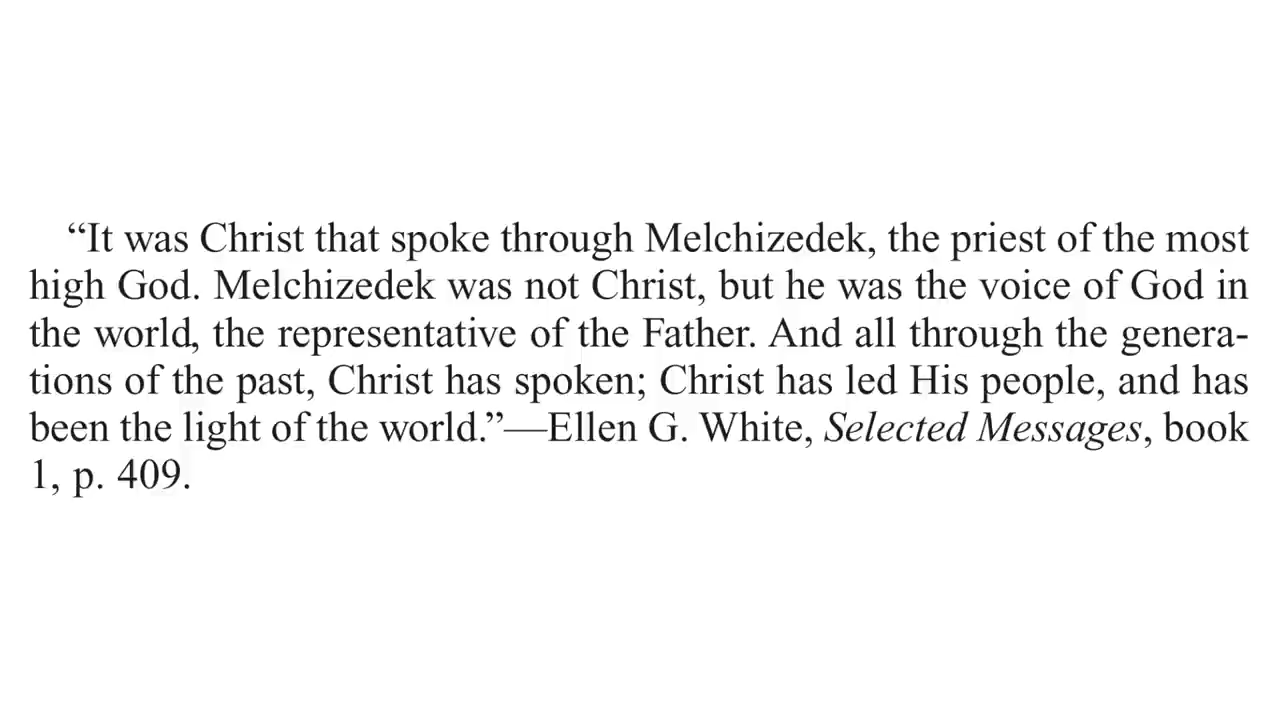 “It was Christ that spoke through Melchizedek, the priest of the most
high God. Melchizedek was not Christ, but he was the voice of God in
the world, the representative of the Father. And all through the genera-
tions of the past, Christ has spoken; Christ has led His people, and has
been the light of the world.”—Ellen G. White, Selected Messages, book
1, p. 409.